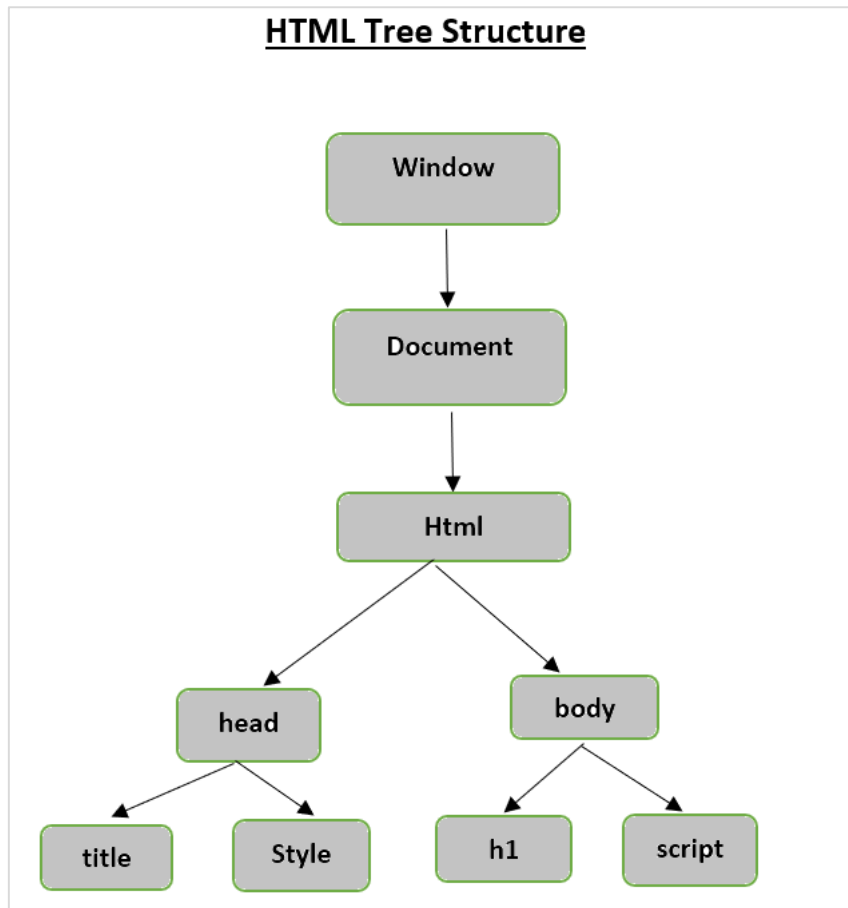 HTML Tree Structure
Window
Document
Html
head
body
title
Style
h1
script